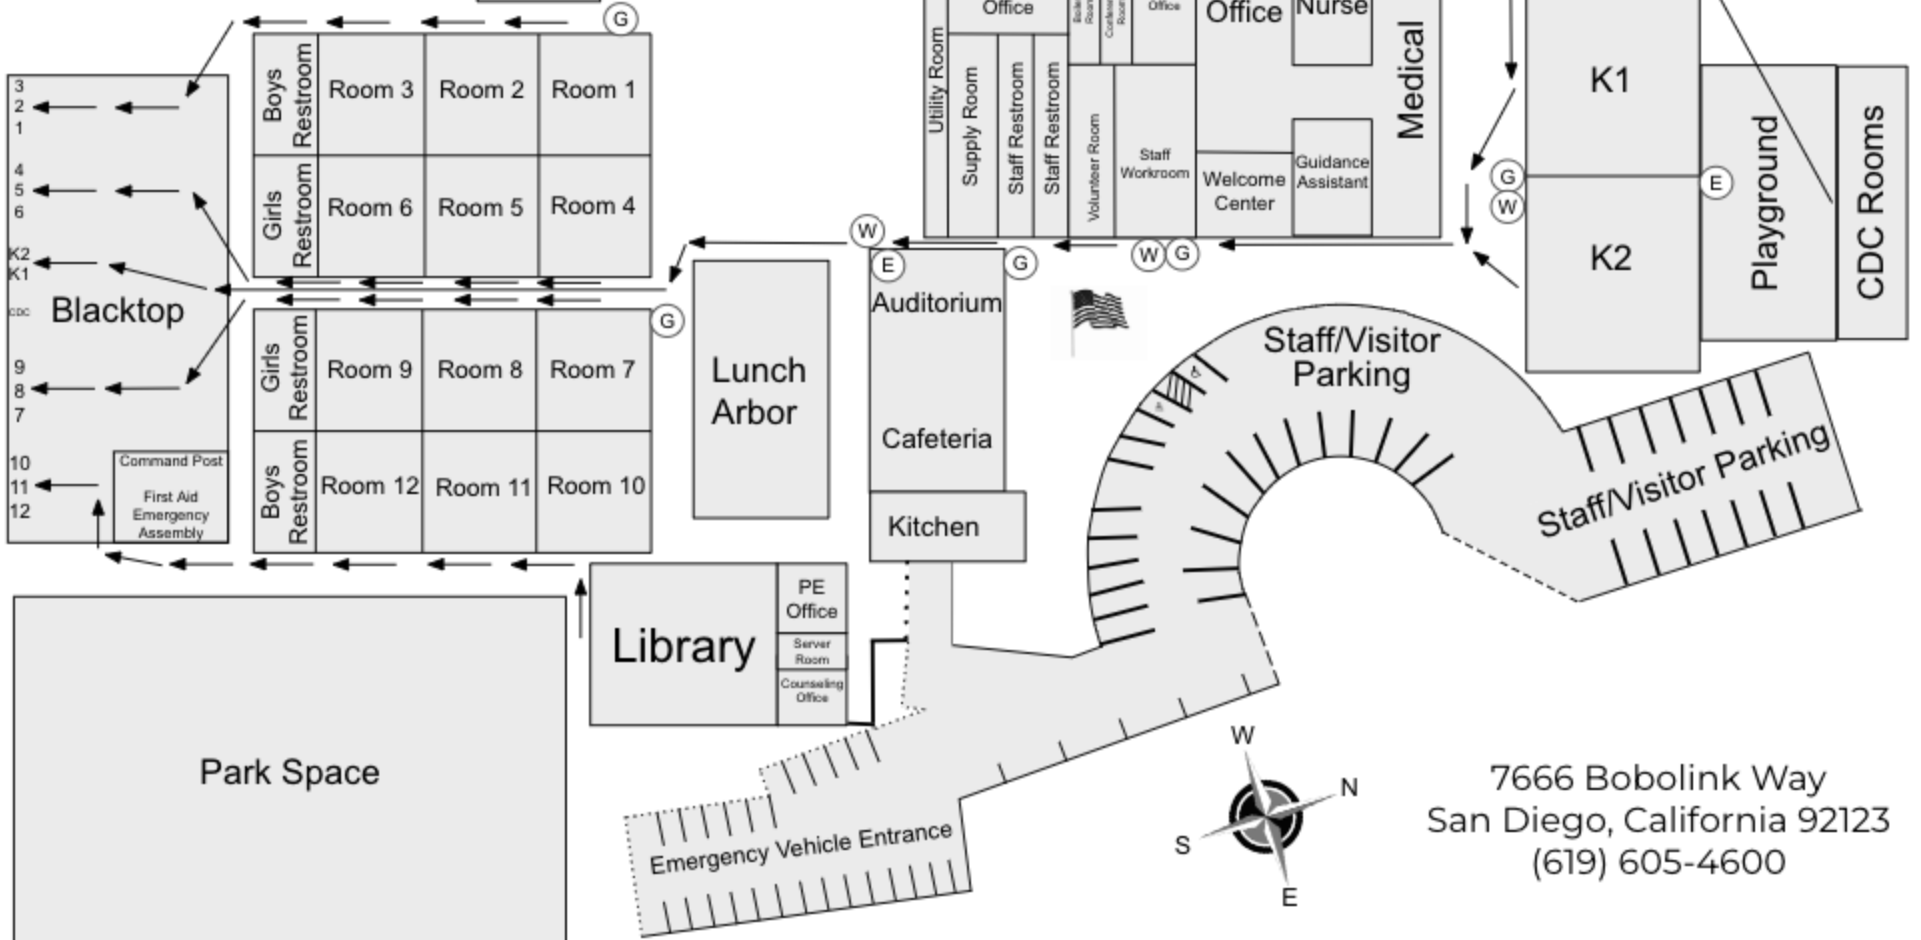 G
Boys
Restroom
Room 3
Room 2
Room 1
Girls
Restroom
Room 6
Room 5
Room 4
3
2
1
4
5
6
K2
K1
CDC
Blacktop
9
8
7
10
11
12
Command Post
First Aid
Emergency
Assembly
Girls
Restroom
Room 9
Room 8
Room 7
G
Boys
Restroom
Room 12
Room 11
Room 10
Lunch
Arbor
W
E
G
Auditorium
Cafeteria
Kitchen
Utility Room
Office
Supply Room
Staff Restroom
Staff Restroom
Room
Room
Office
Volunteer Room
Staff
Workroom
Office
Nurse
Medical
Welcome
Center
Guidance
Assistant
W
G
K1
G
W
E
K2
Playground
CDC Rooms
Staff/Visitor
Parking
Staff/Visitor Parking
Library
PE
Office
Server
Room
Counseling
Office
Park Space
Emergency Vehicle Entrance
W
N
S
E
7666 Bobolink Way
San Diego, California 92123
(619) 605-4600